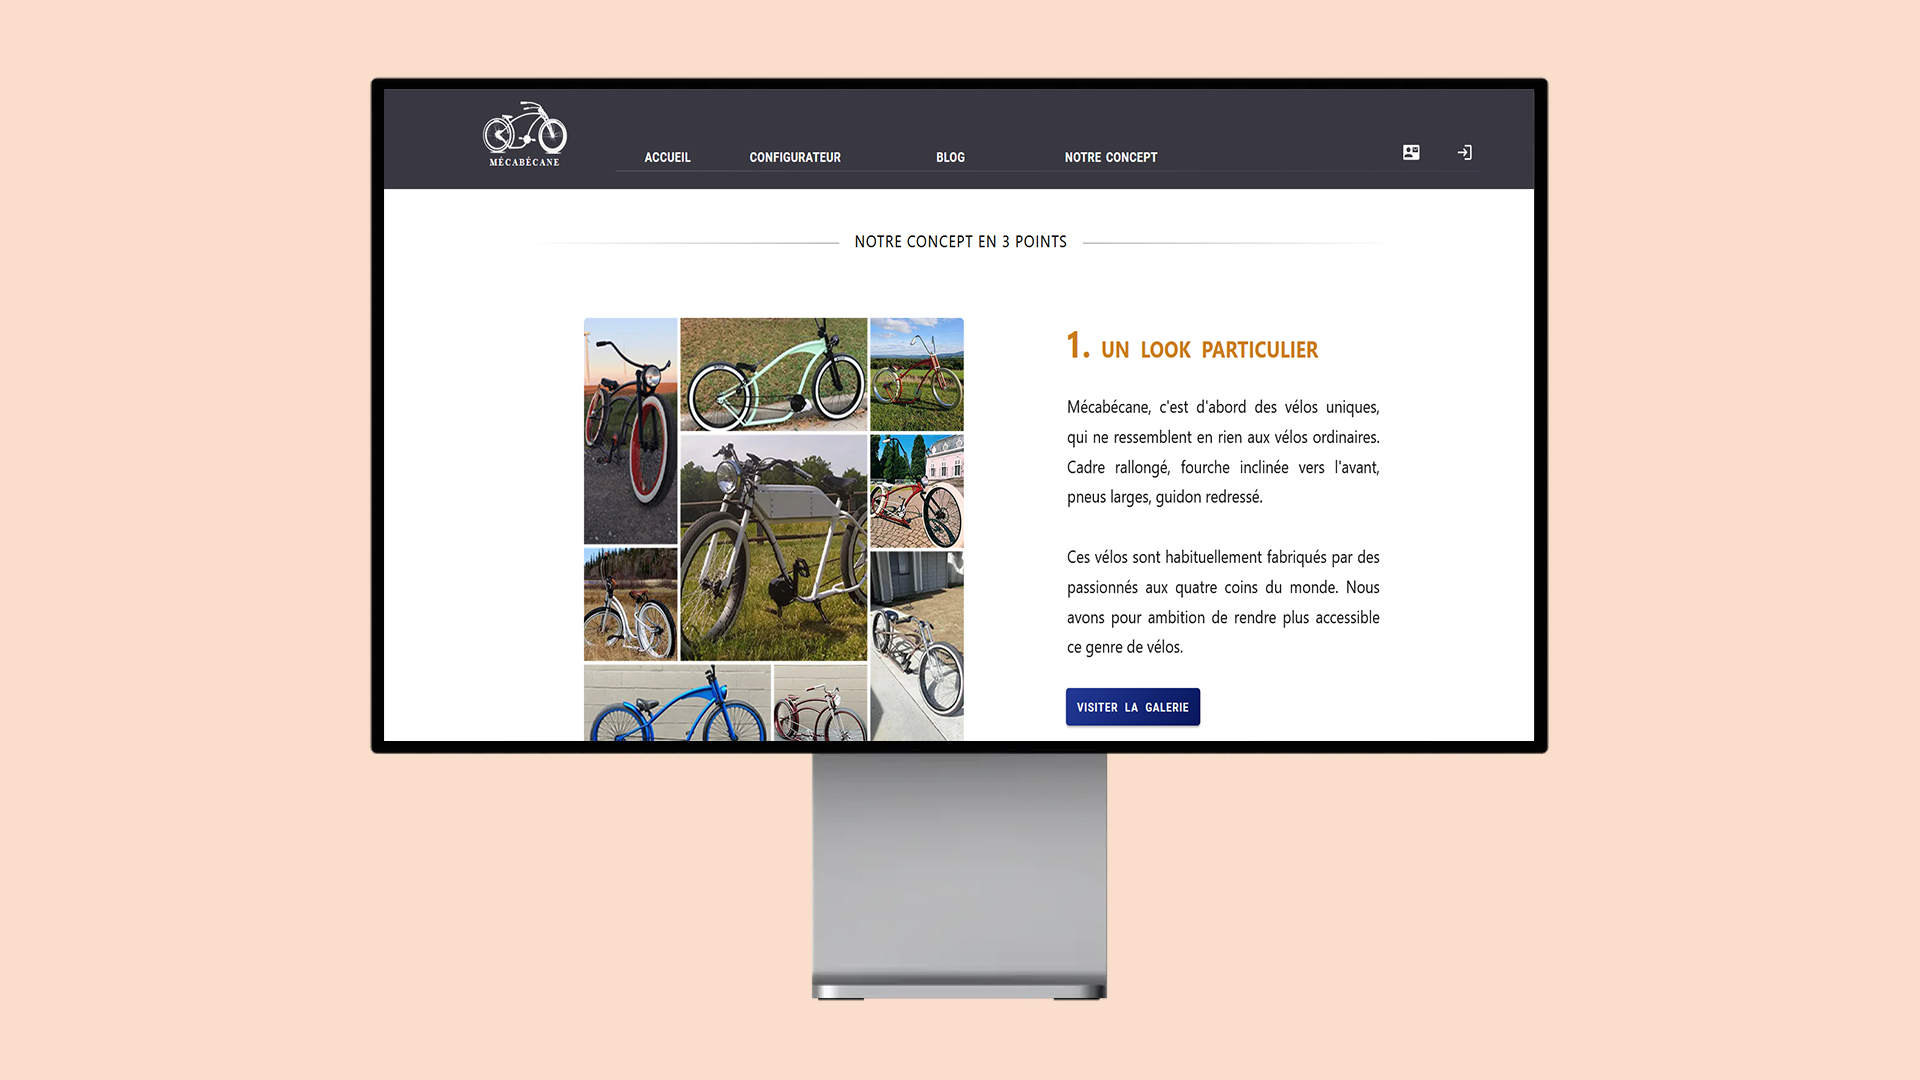 MÉCABÉCANE
ACCUEIL
CONFIGURATEUR
BLOG
NOTRE CONCEPT
NOTRE CONCEPT EN 3 POINTS
1. UN LOOK PARTICULIER
Mécabécane, c'est d'abord des vélos uniques,
qui ne ressemblent en rien aux vélos ordinaires.
Cadre rallongé, fourche inclinée vers l'avant,
pneus larges, guidon redressé.
Ces vélos sont habituellement fabriqués par des
passionnés aux quatre coins du monde. Nous
avons pour ambition de rendre plus accessible
ce genre de vélos.
VISITER LA GALERIE